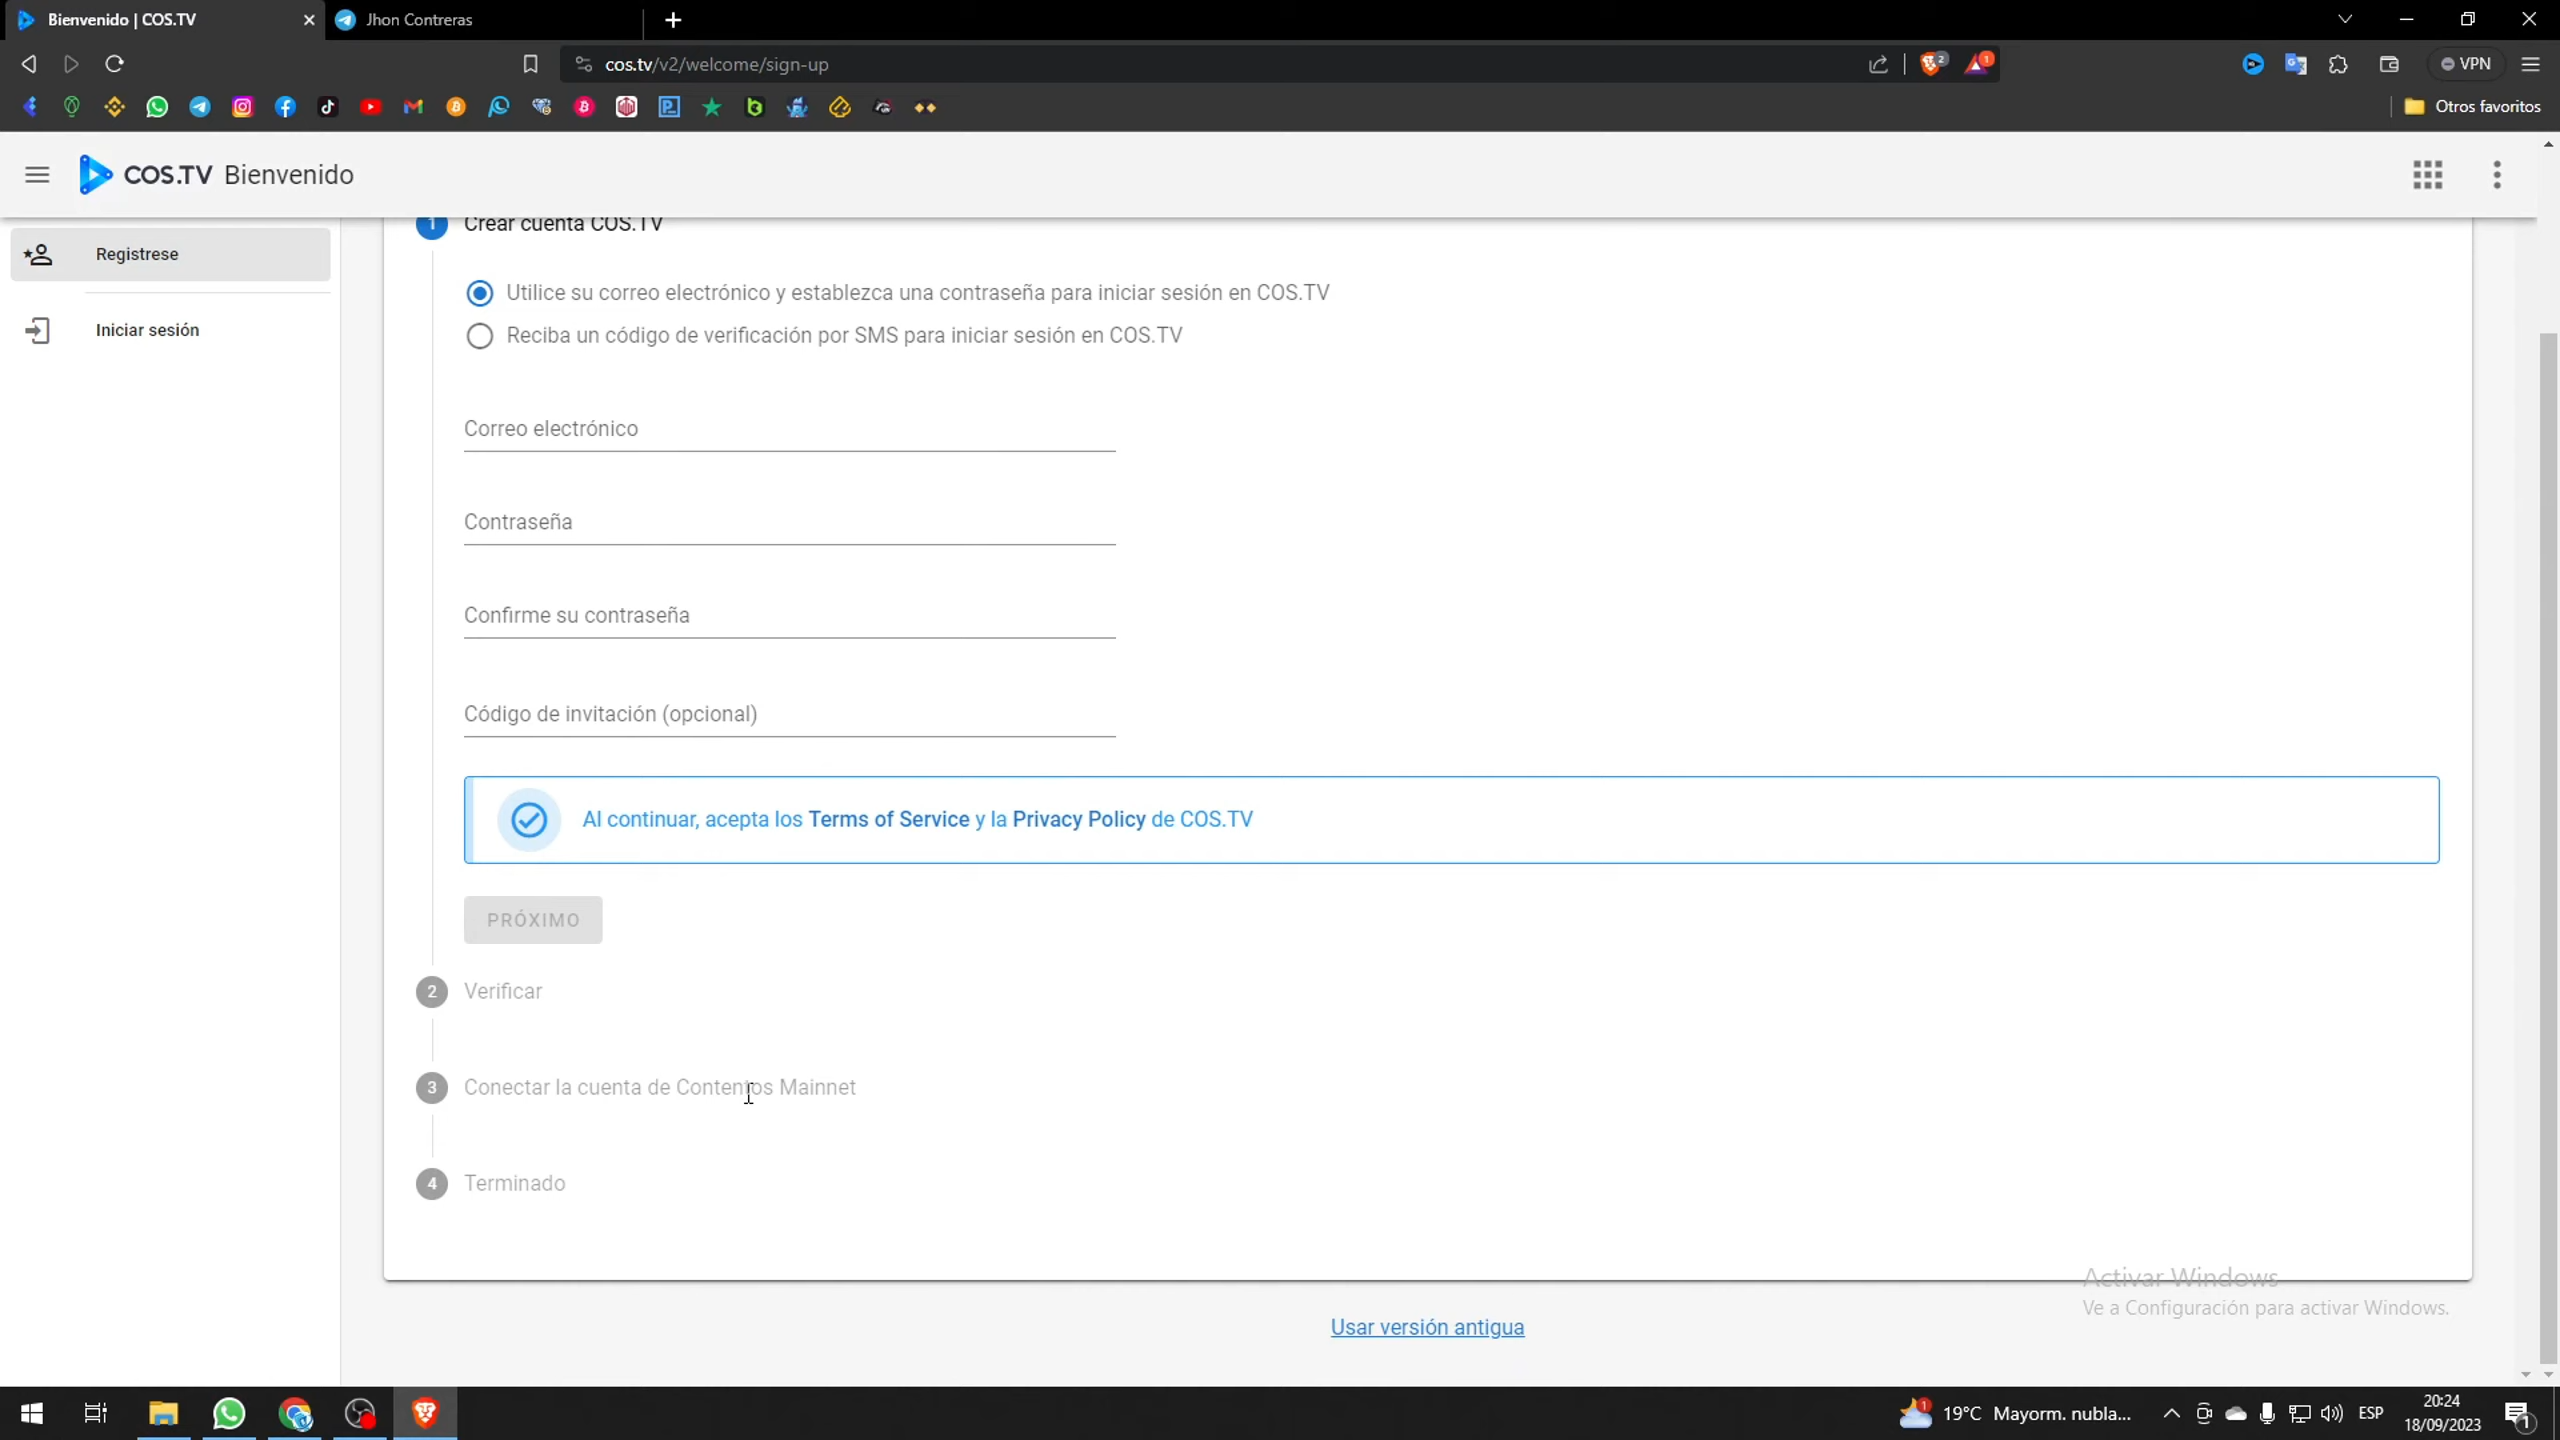 Bienvenido | COS.TV
Jhon Contreras
cos.tv/v2/welcome/sign-up
2
1
VPN
Otros favoritos
COS.TV Bienvenido
Registrese
Iniciar sesión
1 Crear cuenta COS.TV
Utilice su correo electrónico y establezca una contraseña para iniciar sesión en COS.TV
Reciba un código de verificación por SMS para iniciar sesión en COS.TV
Correo electrónico
Contraseña
Confirme su contraseña
Código de invitación (opcional)
Al continuar, acepta los Terms of Service y la Privacy Policy de COS.TV
PRÓXIMO
2 Verificar
3 Conectar la cuenta de Contentos Mainnet
4 Terminado
Usar versión antigua
Activar Windows
Ve a Configuración para activar Windows.
1
19°C Mayorm. nubla...
ESP
20:24
18/09/2023
1